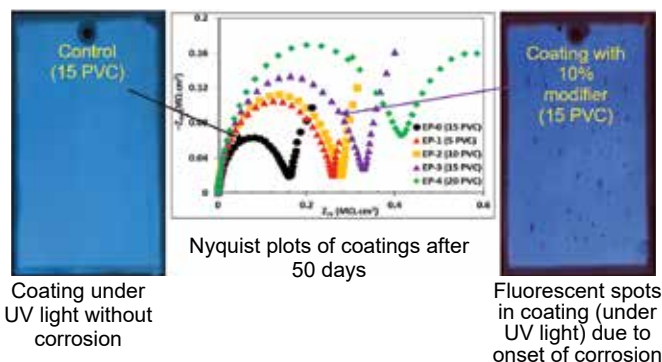 Control
(15 PVC)
0.2
0.16
0.12
0.08
0.04
0
0
0.2
0.4
0.6
EP-0 (15 PVC)
EP-1 (5 PVC)
EP-2 (10 PVC)
EP-3 (15 PVC)
EP-4 (20 PVC)
Coating with
10%
modifier
(15 PVC)
Coating under
UV light without
corrosion
Nyquist plots of coatings after
50 days
Fluorescent spots
in coating (under
UV light) due to
onset of corrosion